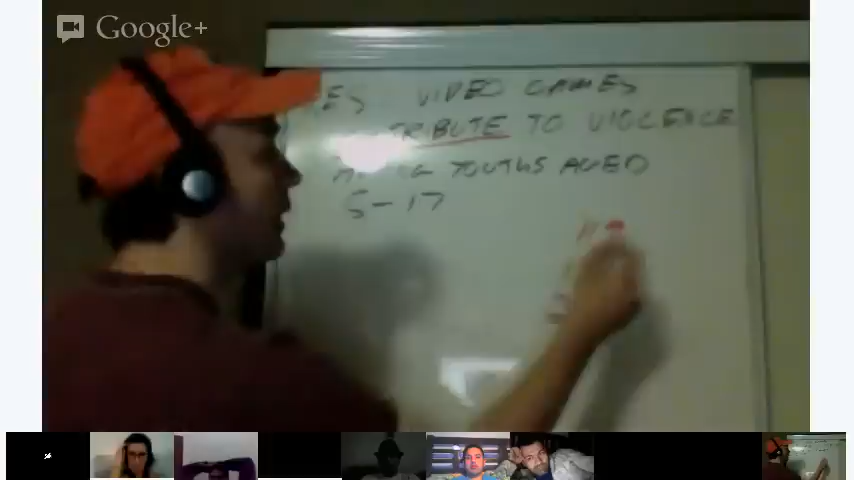 Google+
VIDEO GAMES
TRIBUTE TO VIOLENCE
YOUTHS AGED
5-17